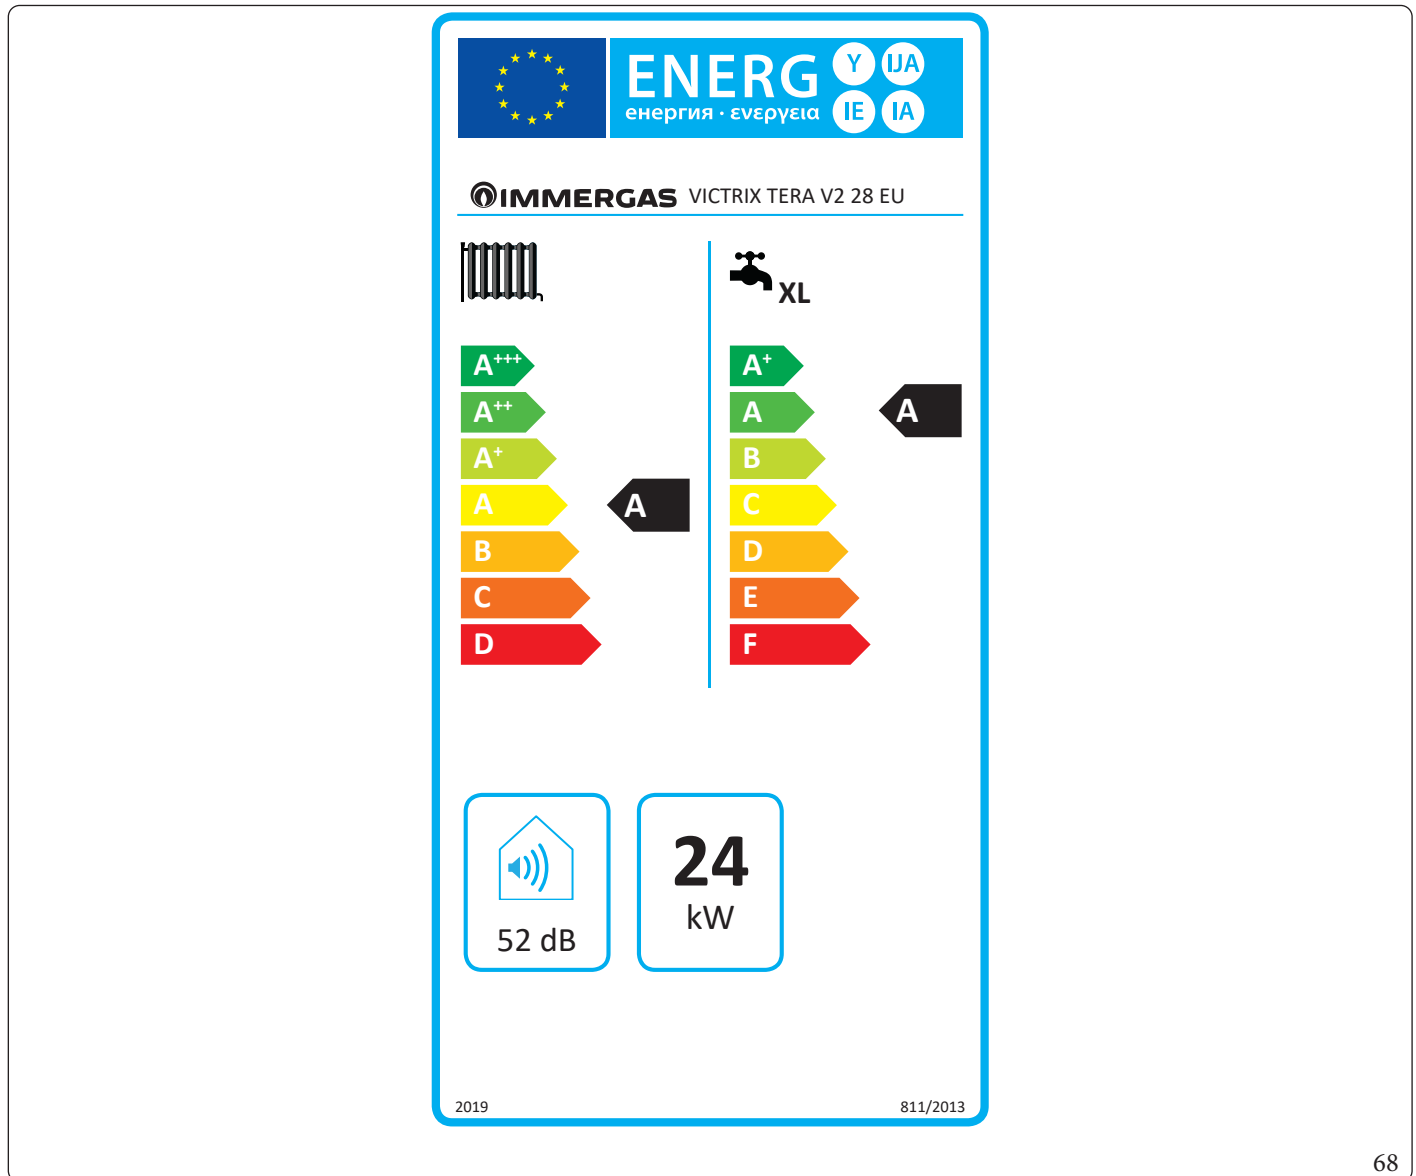 ENERG
енергия · ενεργεια
Y IJA
IE IA
IMMERGAS VICTRIX TERA V2 28 EU
XL
A+++
A++
A+
A
B
C
D
A
A+
A
B
C
D
E
F
A
52 dB
24
kW
2019
811/2013
68